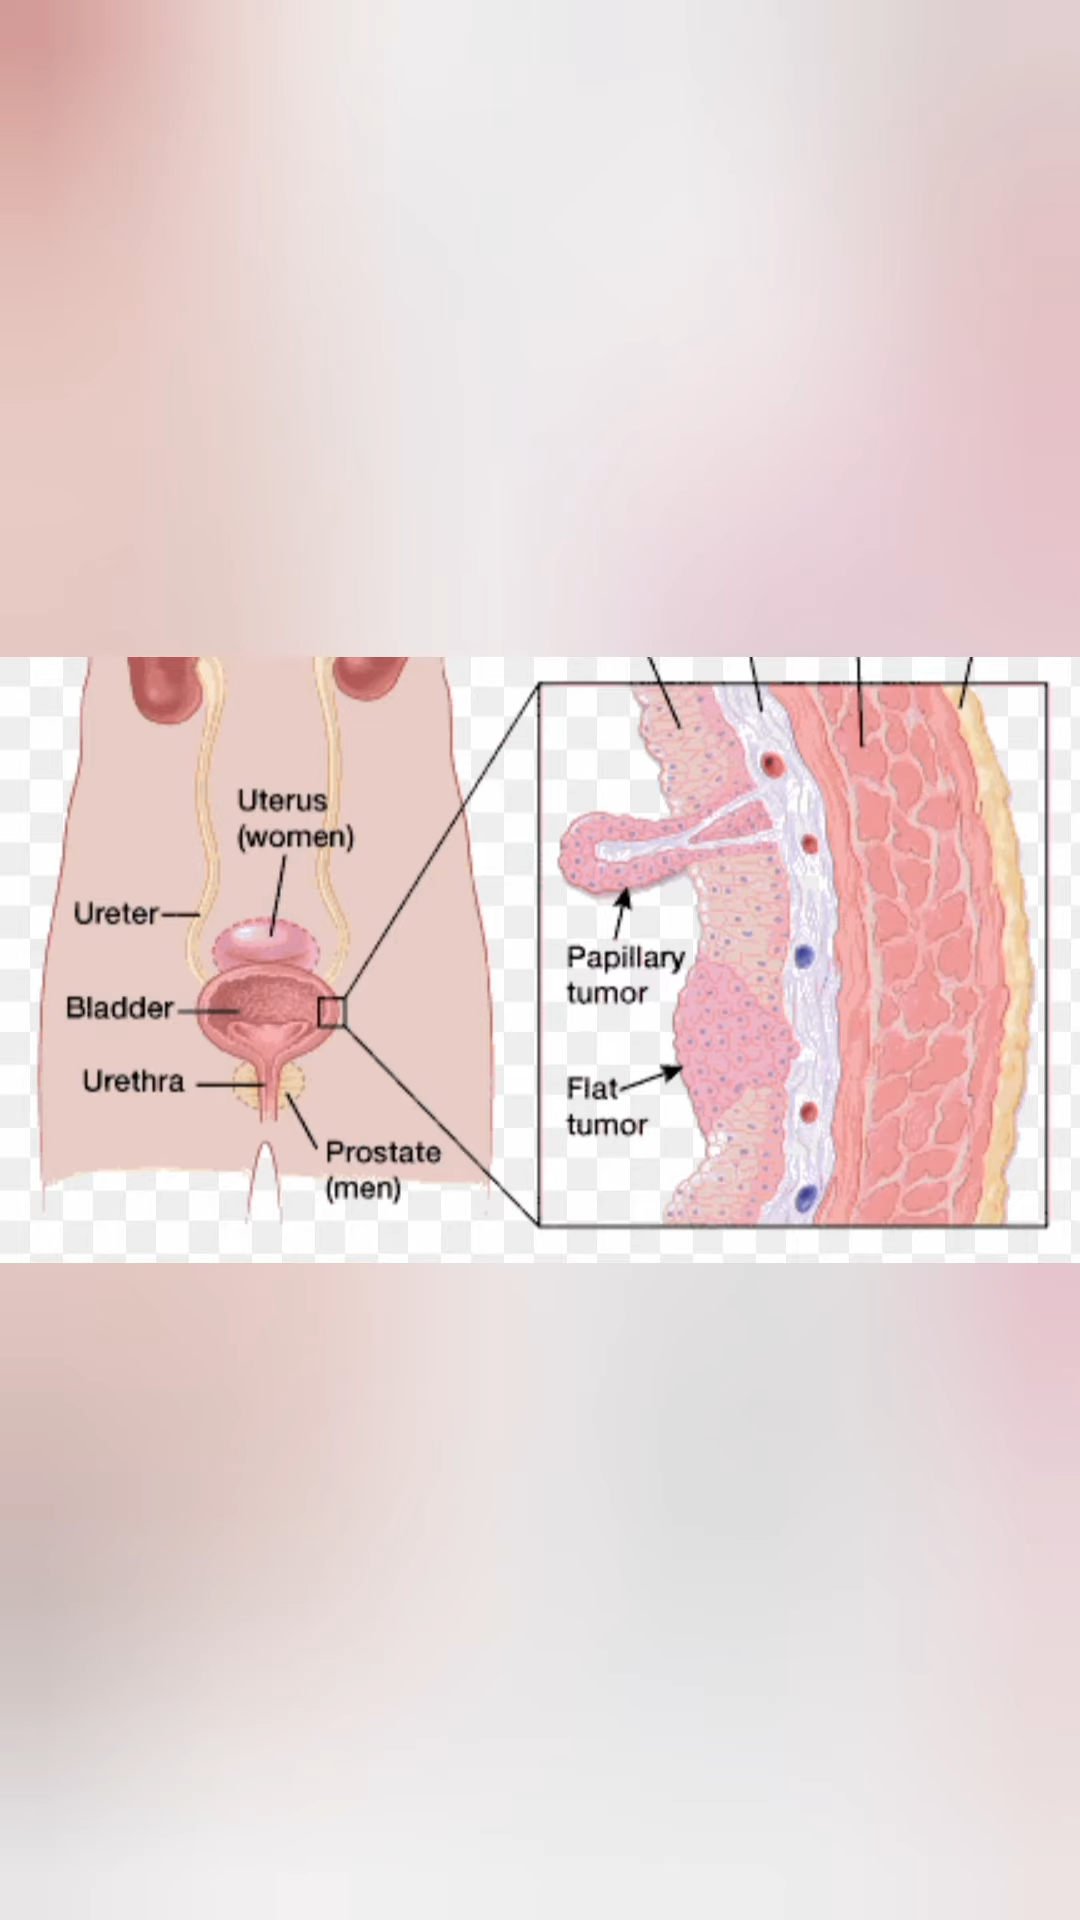 Uterus
(women)
Ureter
Bladder
Urethra
Prostate
(men)
Papillary
tumor
Flat
tumor